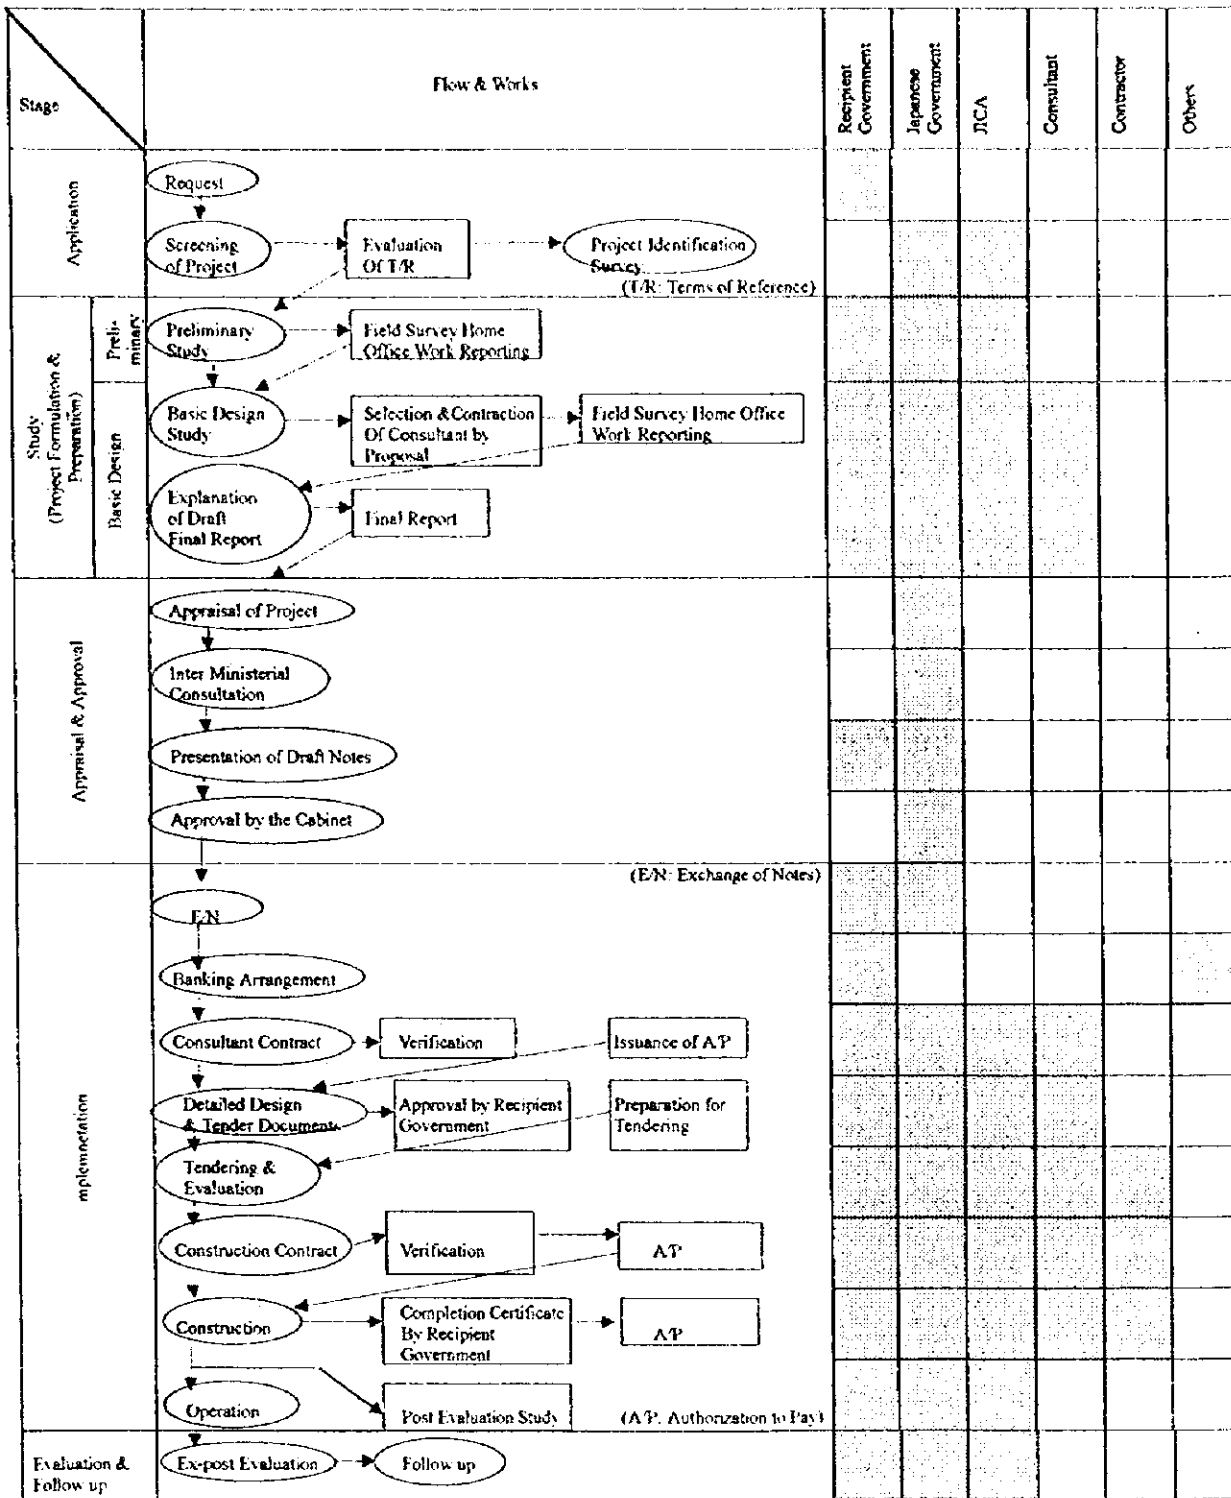 Stage
Flow & Works
Recipient
Government
Japanese
Government
JICA
Consultant
Contractor
Others
Application
Request
Screening
of Project
Evaluation
Of T/R
Project Identification
Survey
(T/R: Terms of Reference)
Study
(Project Formulation &
Preparation)
Preli-
minary
Preliminary
Study
Field Survey Home
Office Work Reporting
Basic Design
Basic Design
Study
Selection &Contraction
Of Consultant by
Proposal
Field Survey Home Office
Work Reporting
Explanation
of Draft
Final Report
Final Report
Appraisal & Approval
Appraisal of Project
Inter Ministerial
Consultation
Presentation of Draft Notes
Approval by the Cabinet
mplemnetation
(E/N: Exchange of Notes)
E/N
Banking Arrangement
Consultant Contract
Verification
Issuance of A/P
Detailed Design
& Tender Documents
Approval by Recipient
Government
Preparation for
Tendering
Tendering &
Evaluation
Construction Contract
Verification
A/P
Construction
Completion Certificate
By Recipient
Government
A/P
Operation
Post Evaluation Study
(A/P: Authorization to Pay)
Evaluation &
Follow up
Ex-post Evaluation
Follow up